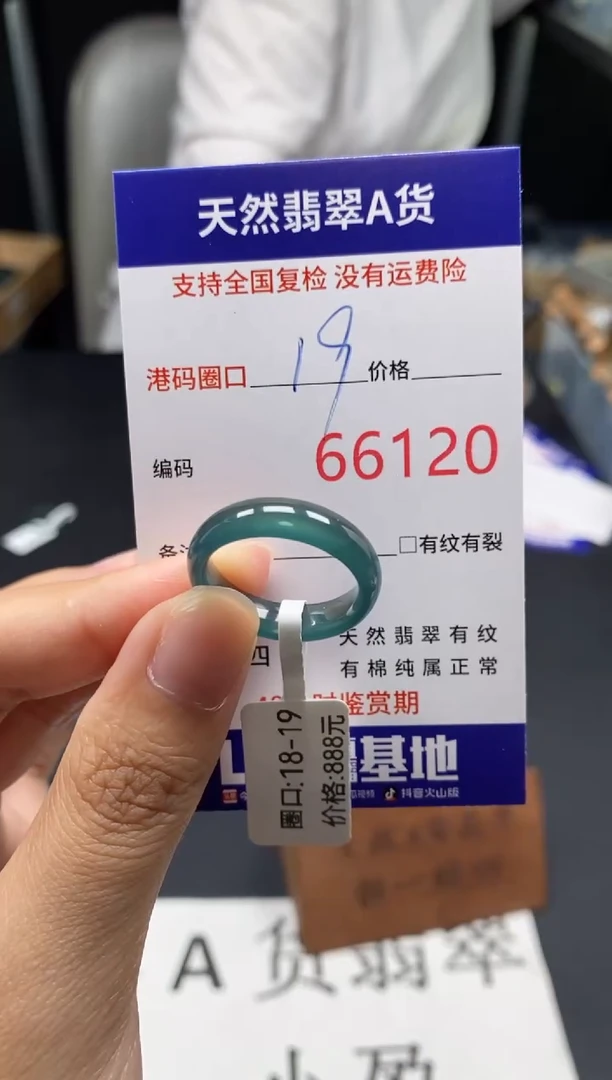 天然翡翠A货
支持全国复检 没有运费险
港码圈口 19 价格
编码 66120
□有纹有裂
天然翡翠有纹
四
有棉纯属正常
鉴赏期
基地
抖音火山版
圈口:18-19
价格:888元
A 货翡翠